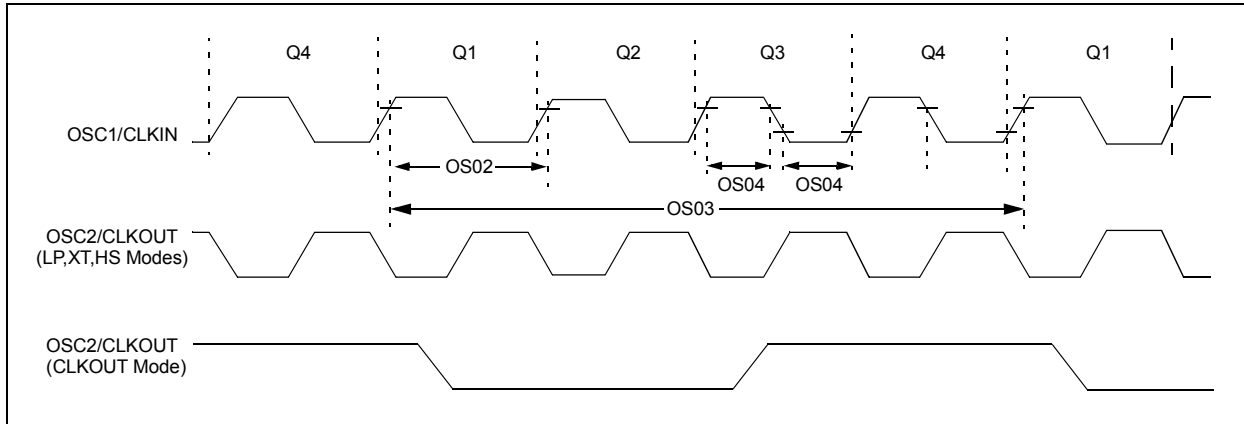 Q4 Q1 Q2 Q3 Q4 Q1
OSC1/CLKIN
OS02
OS04 OS04
OS03
OSC2/CLKOUT
(LP,XT,HS Modes)
OSC2/CLKOUT
(CLKOUT Mode)